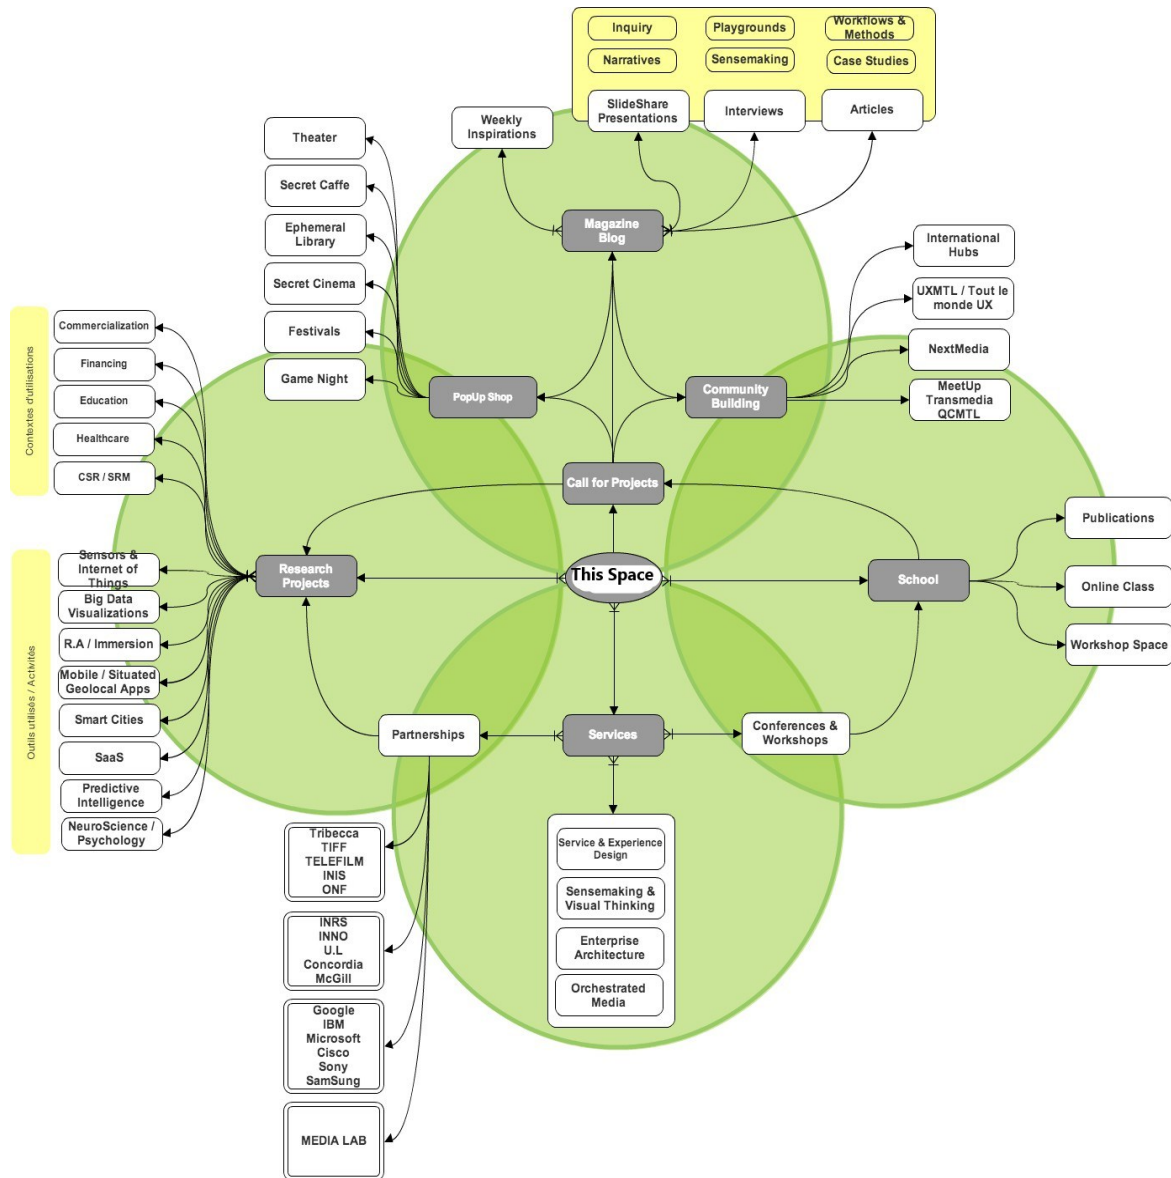 Inquiry
Playgrounds
Workflows &
Methods
Narratives
Sensemaking
Case Studies
SlideShare
Presentations
Interviews
Articles
Weekly
Inspirations
Theater
Secret Caffe
Ephemeral
Library
Secret Cinema
Festivals
Game Night
Magazine
Blog
International
Hubs
UXMTL / Tout le
monde UX
NextMedia
MeetUp
Transmedia
QCMTL
PopUp Shop
Community
Building
Contextes d'utilisations
Commercialization
Financing
Education
Healthcare
CSR / SRM
Call for Projects
Research
Projects
This Space
School
Publications
Online Class
Workshop Space
Outils utilisés / Activités
Sensors &
Internet of
Things
Big Data
Visualizations
R.A / Immersion
Mobile / Situated
Geolocal Apps
Smart Cities
SaaS
Predictive
Intelligence
NeuroScience /
Psychology
Partnerships
Services
Conferences &
Workshops
Tribecca
TIFF
TELEFILM
INIS
ONF
INRS
INNO
U.L
Concordia
McGill
Google
IBM
Microsoft
Cisco
Sony
SamSung
MEDIA LAB
Service & Experience
Design
Sensemaking &
Visual Thinking
Enterprise
Architecture
Orchestrated
Media